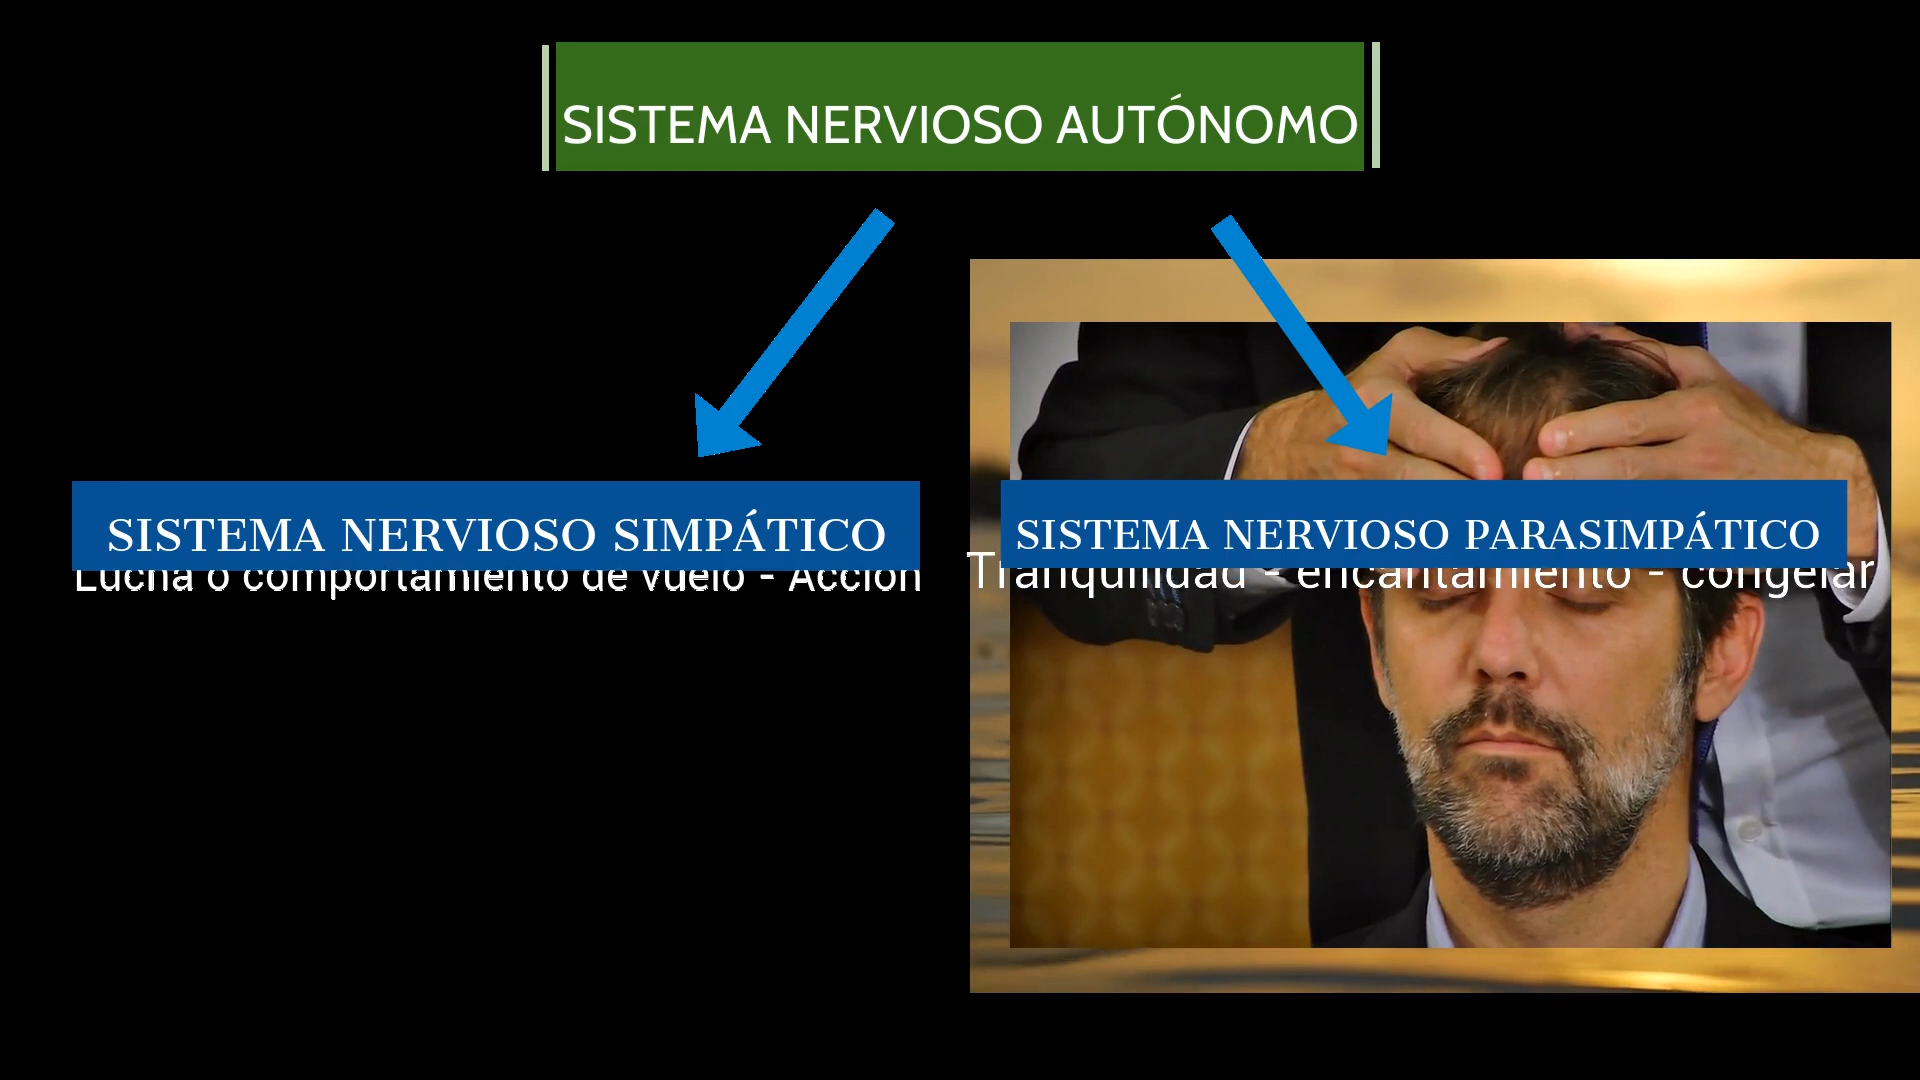 SISTEMA NERVIOSO AUTÓNOMO
SISTEMA NERVIOSO SIMPÁTICO
Lucha o comportamiento de vuelo - Acción
SISTEMA NERVIOSO PARASIMPÁTICO
Tranquilidad - encantamiento - congelar